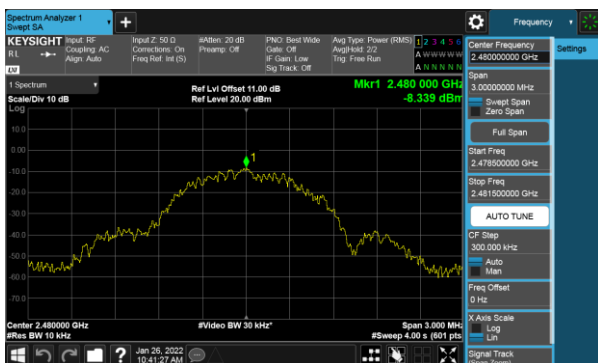 Spectrum Analyzer 1
Swept SA
Frequency
KEYSIGHT
Input: RF
Input Z: 50 Ω
#Atten: 20 dB
PNO: Best Wide
Avg Type: Power (RMS)
1 2 3 4 5 6
RL
Coupling: AC
Corrections: On
Preamp: Off
Gate: Off
Avg|Hold: 2/2
A W W W W W
Align: Auto
Freq Ref: Int (S)
IF Gain: Low
Trig: Free Run
Sig Track: Off
A N N N N N
LXI
1 Spectrum
Ref Lvl Offset 11.00 dB
Mkr1 2.480 000 GHz
Scale/Div 10 dB
Ref Level 20.00 dBm
-8.339 dBm
Log
10.0
0.00
-10.0
-20.0
-30.0
-40.0
-50.0
-60.0
-70.0
1
Center 2.480000 GHz
#Video BW 30 kHz*
Span 3.000 MHz
#Res BW 10 kHz
#Sweep 4.00 s (601 pts)
Center Frequency
2.480000000 GHz
Settings
Span
3.00000000 MHz
Swept Span
Zero Span
Full Span
Start Freq
2.478500000 GHz
Stop Freq
2.481500000 GHz
AUTO TUNE
CF Step
300.000 kHz
Auto
Man
Freq Offset
0 Hz
X Axis Scale
Log
Lin
Signal Track
(Span Zoom)
?
Jan 26, 2022
10:41:27 AM